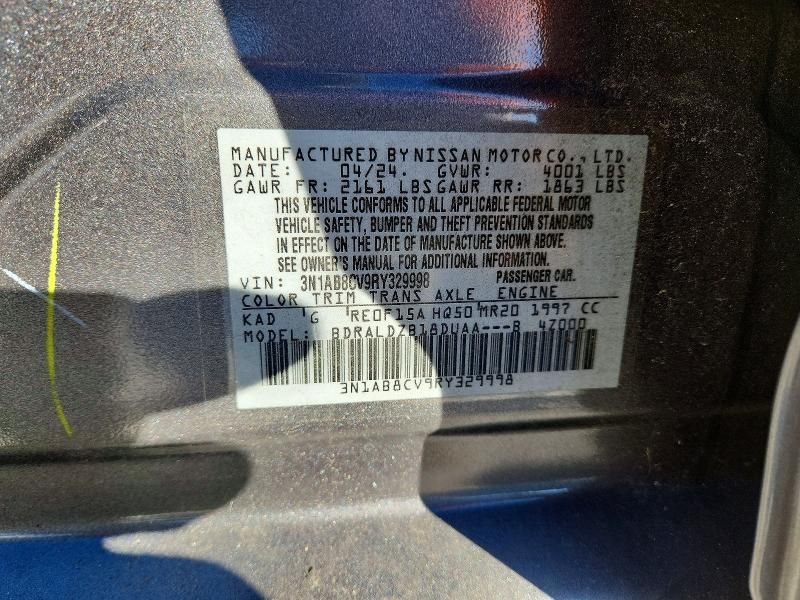 MANUFACTURED BY NISSAN MOTOR CO., LTD.
DATE: 04/24. GVWR: 4001 LBS
GAWR FR: 2161 LBS GAWR RR: 1863 LBS
THIS VEHICLE CONFORMS TO ALL APPLICABLE FEDERAL MOTOR
VEHICLE SAFETY, BUMPER AND THEFT PREVENTION STANDARDS
IN EFFECT ON THE DATE OF MANUFACTURE SHOWN ABOVE.
SEE OWNER'S MANUAL FOR ADDITIONAL INFORMATION.
VIN: 3N1AB8CV9RY329998 PASSENGER CAR.
COLOR TRIM TRANS AXLE ENGINE
KAD 'G 'RE0F15A HQ50 'MR20 1997 CC
MODEL: BDRALDZB18DUAA---B 4Z000
3N1AB8CV9RY329998